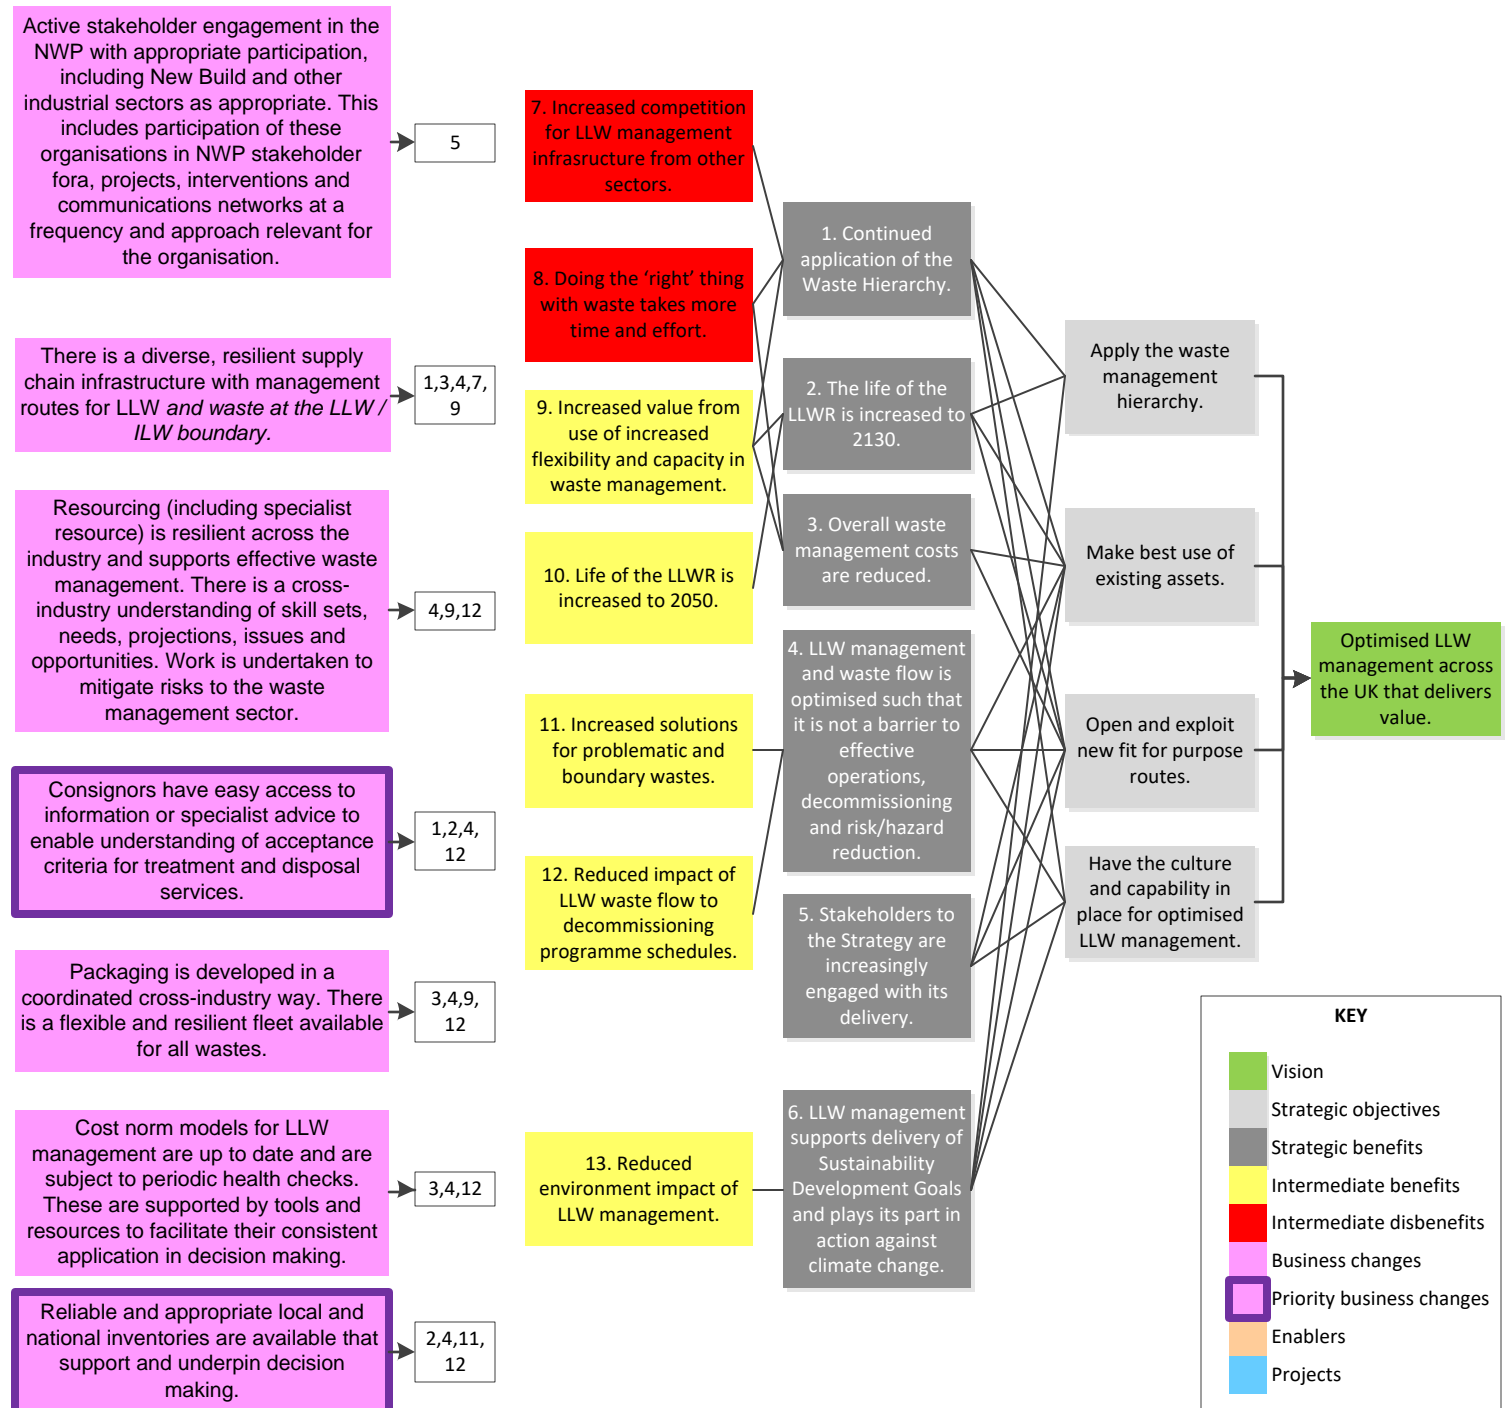 Active stakeholder engagement in the
NWP with appropriate participation,
including New Build and other
industrial sectors as appropriate. This
includes participation of these
organisations in NWP stakeholder
fora, projects, interventions and
communications networks at a
frequency and approach relevant for
the organisation.
5
There is a diverse, resilient supply
chain infrastructure with management
routes for LLW and waste at the LLW /
ILW boundary.
1,3,4,7,
9
Resourcing (including specialist
resource) is resilient across the
industry and supports effective waste
management. There is a cross-
industry understanding of skill sets,
needs, projections, issues and
opportunities. Work is undertaken to
mitigate risks to the waste
management sector.
4,9,12
Consignors have easy access to
information or specialist advice to
enable understanding of acceptance
criteria for treatment and disposal
services.
1,2,4,
12
Packaging is developed in a
coordinated cross-industry way. There
is a flexible and resilient fleet available
for all wastes.
3,4,9,
12
Cost norm models for LLW
management are up to date and are
subject to periodic health checks.
These are supported by tools and
resources to facilitate their consistent
application in decision making.
3,4,12
Reliable and appropriate local and
national inventories are available that
support and underpin decision
making.
2,4,11,
12
7. Increased competition
for LLW management
infrasructure from other
sectors.
8. Doing the ‘right’ thing
with waste takes more
time and effort.
9. Increased value from
use of increased
flexibility and capacity in
waste management.
10. Life of the LLWR is
increased to 2050.
11. Increased solutions
for problematic and
boundary wastes.
12. Reduced impact of
LLW waste flow to
decommissioning
programme schedules.
13. Reduced
environment impact of
LLW management.
1. Continued
application of the
Waste Hierarchy.
2. The life of the
LLWR is increased to
2130.
3. Overall waste
management costs
are reduced.
4. LLW management
and waste flow is
optimised such that
it is not a barrier to
effective
operations,
decommissioning
and risk/hazard
reduction.
5. Stakeholders to
the Strategy are
increasingly
engaged with its
delivery.
6. LLW management
supports delivery of
Sustainability
Development Goals
and plays its part in
action against
climate change.
Apply the waste
management
hierarchy.
Make best use of
existing assets.
Open and exploit
new fit for purpose
routes.
Have the culture
and capability in
place for optimised
LLW management.
Optimised LLW
management across
the UK that delivers
value.
KEY
Vision
Strategic objectives
Strategic benefits
Intermediate benefits
Intermediate disbenefits
Business changes
Priority business changes
Enablers
Projects